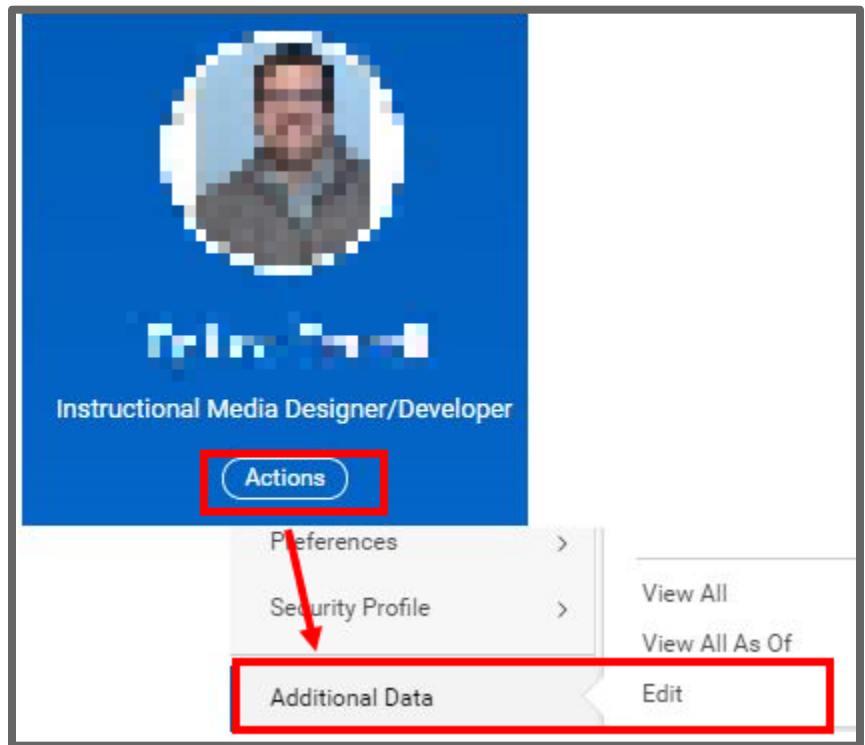 Instructional Media Designer/Developer
Actions
Preferences
Security Profile
Additional Data
View All
View All As Of
Edit